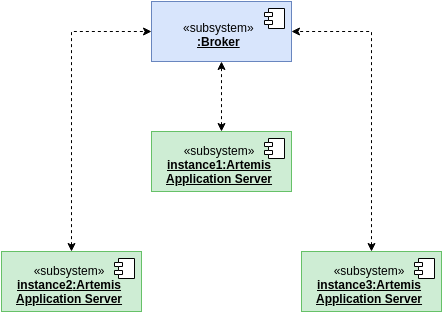 «subsystem»
:Broker
«subsystem»
instance1:Artemis
Application Server
«subsystem»
instance2:Artemis
Application Server
«subsystem»
instance3:Artemis
Application Server